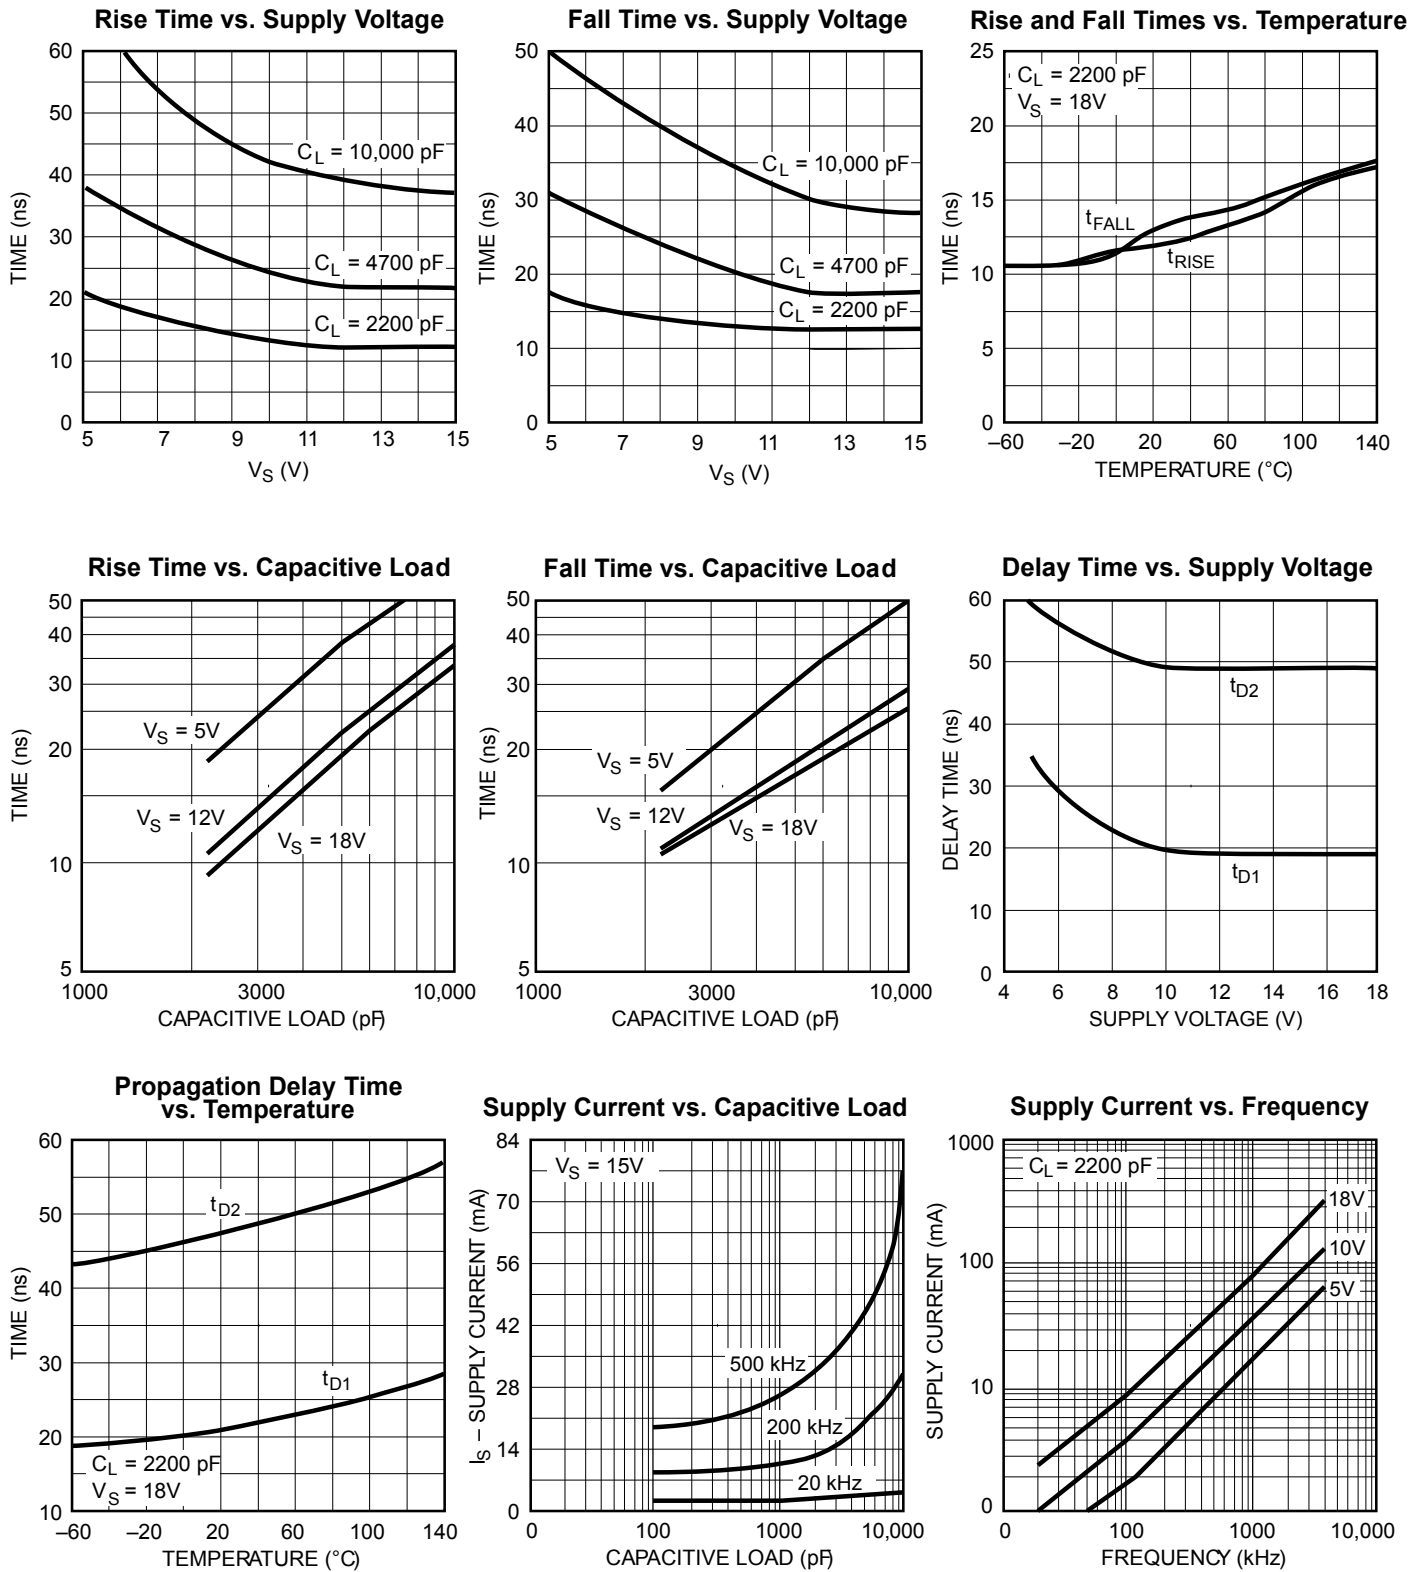 Rise Time vs. Supply Voltage
60
50
40
30
20
10
0
TIME (ns)
C_L = 10,000 pF
C_L = 4700 pF
C_L = 2200 pF
5 7 9 11 13 15
V_S (V)
Fall Time vs. Supply Voltage
50
40
30
20
10
0
TIME (ns)
C_L = 10,000 pF
C_L = 4700 pF
C_L = 2200 pF
5 7 9 11 13 15
V_S (V)
Rise and Fall Times vs. Temperature
25
20
15
10
5
0
TIME (ns)
C_L = 2200 pF
V_S = 18V
t_FALL
t_RISE
–60 –20 20 60 100 140
TEMPERATURE (°C)
Rise Time vs. Capacitive Load
50
40
30
20
10
5
TIME (ns)
V_S = 5V
V_S = 12V
V_S = 18V
1000 3000 10,000
CAPACITIVE LOAD (pF)
Fall Time vs. Capacitive Load
50
40
30
20
10
5
TIME (ns)
V_S = 5V
V_S = 12V
V_S = 18V
1000 3000 10,000
CAPACITIVE LOAD (pF)
Delay Time vs. Supply Voltage
60
50
40
30
20
10
0
DELAY TIME (ns)
t_D2
t_D1
4 6 8 10 12 14 16 18
SUPPLY VOLTAGE (V)
Propagation Delay Time
vs. Temperature
60
50
40
30
20
10
TIME (ns)
t_D2
t_D1
C_L = 2200 pF
V_S = 18V
–60 –20 20 60 100 140
TEMPERATURE (°C)
Supply Current vs. Capacitive Load
84
70
56
42
28
14
0
I_S – SUPPLY CURRENT (mA)
V_S = 15V
500 kHz
200 kHz
20 kHz
0 100 1000 10,000
CAPACITIVE LOAD (pF)
Supply Current vs. Frequency
1000
100
10
0
SUPPLY CURRENT (mA)
C_L = 2200 pF
18V
10V
5V
0 100 1000 10,000
FREQUENCY (kHz)